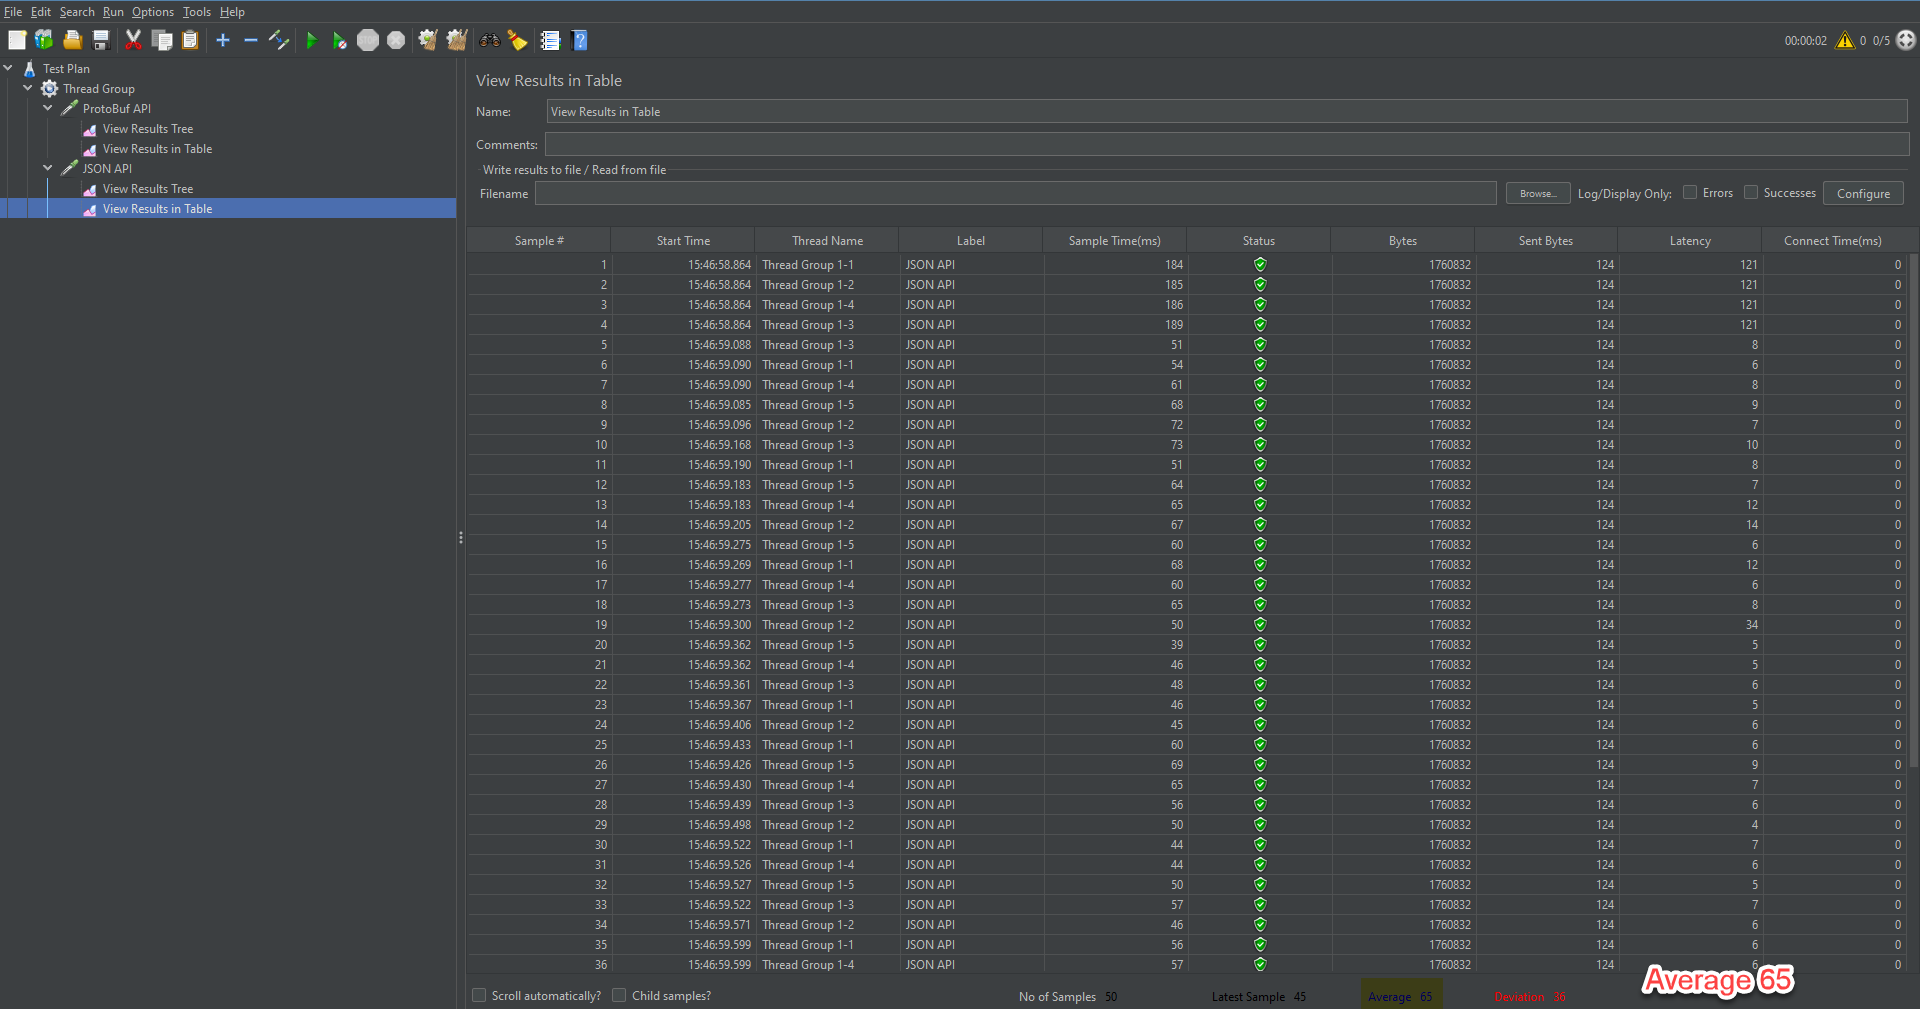 File Edit Search Run Options Tools Help
00:00:02 0 0/5
Test Plan
Thread Group
ProtoBuf API
View Results Tree
View Results in Table
JSON API
View Results Tree
View Results in Table
View Results in Table
Name: View Results in Table
Comments:
Write results to file / Read from file
Filename Browse... Log/Display Only: Errors Successes Configure
Sample # Start Time Thread Name Label Sample Time(ms) Status Bytes Sent Bytes Latency Connect Time(ms)
1 15:46:58.864 Thread Group 1-1 JSON API 184 1760832 124 121 0
2 15:46:58.864 Thread Group 1-2 JSON API 185 1760832 124 121 0
3 15:46:58.864 Thread Group 1-4 JSON API 186 1760832 124 121 0
4 15:46:58.864 Thread Group 1-3 JSON API 189 1760832 124 121 0
5 15:46:59.088 Thread Group 1-3 JSON API 51 1760832 124 8 0
6 15:46:59.090 Thread Group 1-1 JSON API 54 1760832 124 6 0
7 15:46:59.090 Thread Group 1-4 JSON API 61 1760832 124 8 0
8 15:46:59.085 Thread Group 1-5 JSON API 68 1760832 124 9 0
9 15:46:59.096 Thread Group 1-2 JSON API 72 1760832 124 7 0
10 15:46:59.168 Thread Group 1-3 JSON API 73 1760832 124 10 0
11 15:46:59.190 Thread Group 1-1 JSON API 51 1760832 124 8 0
12 15:46:59.183 Thread Group 1-5 JSON API 64 1760832 124 7 0
13 15:46:59.183 Thread Group 1-4 JSON API 65 1760832 124 12 0
14 15:46:59.205 Thread Group 1-2 JSON API 67 1760832 124 14 0
15 15:46:59.275 Thread Group 1-5 JSON API 60 1760832 124 6 0
16 15:46:59.269 Thread Group 1-1 JSON API 68 1760832 124 12 0
17 15:46:59.277 Thread Group 1-4 JSON API 60 1760832 124 6 0
18 15:46:59.273 Thread Group 1-3 JSON API 65 1760832 124 8 0
19 15:46:59.300 Thread Group 1-2 JSON API 50 1760832 124 34 0
20 15:46:59.362 Thread Group 1-5 JSON API 39 1760832 124 5 0
21 15:46:59.362 Thread Group 1-4 JSON API 46 1760832 124 5 0
22 15:46:59.361 Thread Group 1-3 JSON API 48 1760832 124 6 0
23 15:46:59.367 Thread Group 1-1 JSON API 46 1760832 124 5 0
24 15:46:59.406 Thread Group 1-2 JSON API 45 1760832 124 6 0
25 15:46:59.433 Thread Group 1-1 JSON API 60 1760832 124 6 0
26 15:46:59.426 Thread Group 1-5 JSON API 69 1760832 124 9 0
27 15:46:59.430 Thread Group 1-4 JSON API 65 1760832 124 7 0
28 15:46:59.439 Thread Group 1-3 JSON API 56 1760832 124 6 0
29 15:46:59.498 Thread Group 1-2 JSON API 50 1760832 124 4 0
30 15:46:59.522 Thread Group 1-1 JSON API 44 1760832 124 7 0
31 15:46:59.526 Thread Group 1-4 JSON API 44 1760832 124 6 0
32 15:46:59.527 Thread Group 1-5 JSON API 50 1760832 124 5 0
33 15:46:59.522 Thread Group 1-3 JSON API 57 1760832 124 7 0
34 15:46:59.571 Thread Group 1-2 JSON API 46 1760832 124 6 0
35 15:46:59.599 Thread Group 1-1 JSON API 56 1760832 124 6 0
36 15:46:59.599 Thread Group 1-4 JSON API 57 1760832 124 6 0
Scroll automatically? Child samples? No of Samples 50 Latest Sample 45 Average 65 Deviation 36
Average 65